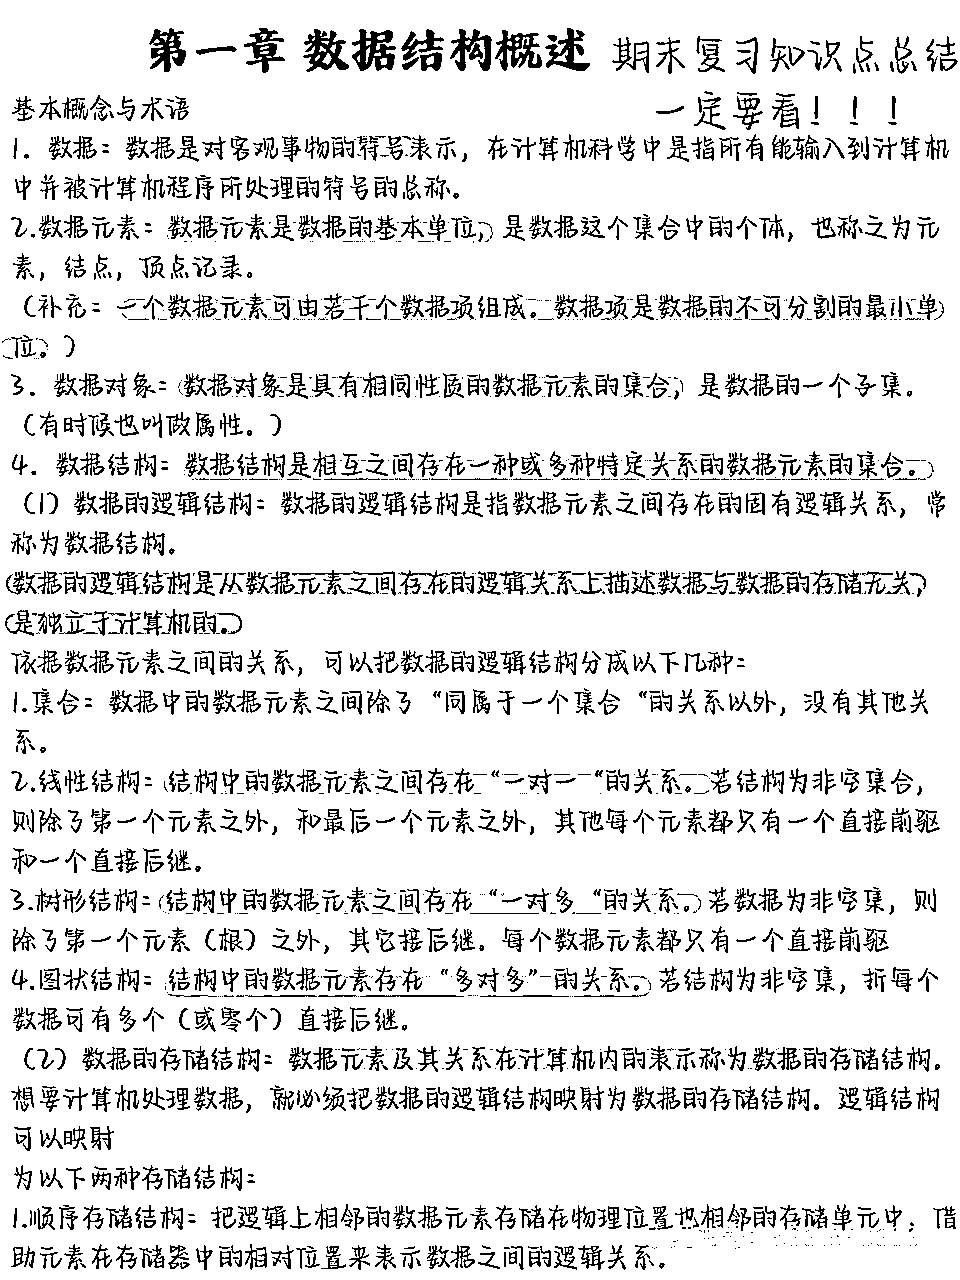 第一章 数据结构概述 期末复习知识点总结
一定要看！！！
基本概念与术语
1. 数据：数据是对客观事物的符号表示，在计算机科学中是指所有能输入到计算机
中并被计算机程序所处理的符号的总称。
2.数据元素：数据元素是数据的基本单位，是数据这个集合中的个体，也称之为元
素，结点，顶点记录。
（补充：一个数据元素可由若干个数据项组成。数据项是数据的不可分割的最小单
位。）
3. 数据对象：数据对象是具有相同性质的数据元素的集合，是数据的一个子集。
（有时候也叫做属性。）
4. 数据结构：数据结构是相互之间存在一种或多种特定关系的数据元素的集合。
（1）数据的逻辑结构：数据的逻辑结构是指数据元素之间存在的固有逻辑关系，常
称为数据结构。
数据的逻辑结构是从数据元素之间存在的逻辑关系上描述数据与数据的存储无关，
是独立于计算机的。
依据数据元素之间的关系，可以把数据的逻辑结构分成以下几种：
1.集合：数据中的数据元素之间除了“同属于一个集合“的关系以外，没有其他关
系。
2.线性结构：结构中的数据元素之间存在“一对一“的关系。若结构为非空集合，
则除了第一个元素之外，和最后一个元素之外，其他每个元素都只有一个直接前驱
和一个直接后继。
3.树形结构：结构中的数据元素之间存在“一对多“的关系。若数据为非空集，则
除了第一个元素（根）之外，其它接后继．每个数据元素都只有一个直接前驱
4.图状结构：结构中的数据元素存在“多对多”的关系。若结构为非空集，折每个
数据可有多个（或零个）直接后继。
（2）数据的存储结构：数据元素及其关系在计算机内的表示称为数据的存储结构．
想要计算机处理数据，就必须把数据的逻辑结构映射为数据的存储结构．逻辑结构
可以映射
为以下两种存储结构：
1.顺序存储结构：把逻辑上相邻的数据元素存储在物理位置也相邻的存储单元中，借
助元素在存储器中的相对位置来表示数据之间的逻辑关系．